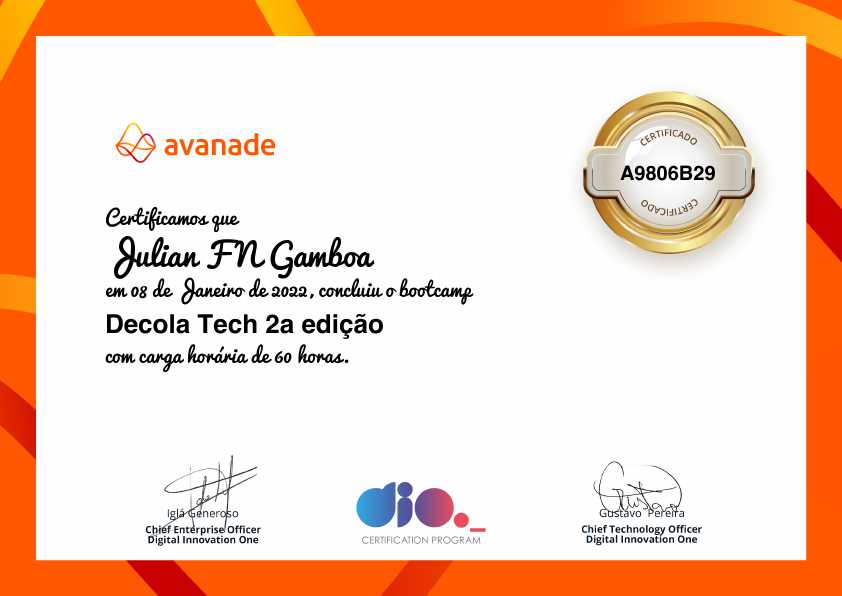 avanade
CERTIFICADO
A9806B29
CERTIFICADO
Certificamos que
Julian FN Gamboa
em 08 de Janeiro de 2022, concluiu o bootcamp
Decola Tech 2a edição
com carga horária de 60 horas.
Iglá Generoso
Chief Enterprise Officer
Digital Innovation One
dio._
CERTIFICATION PROGRAM
Gustavo Pereira
Chief Technology Officer
Digital Innovation One